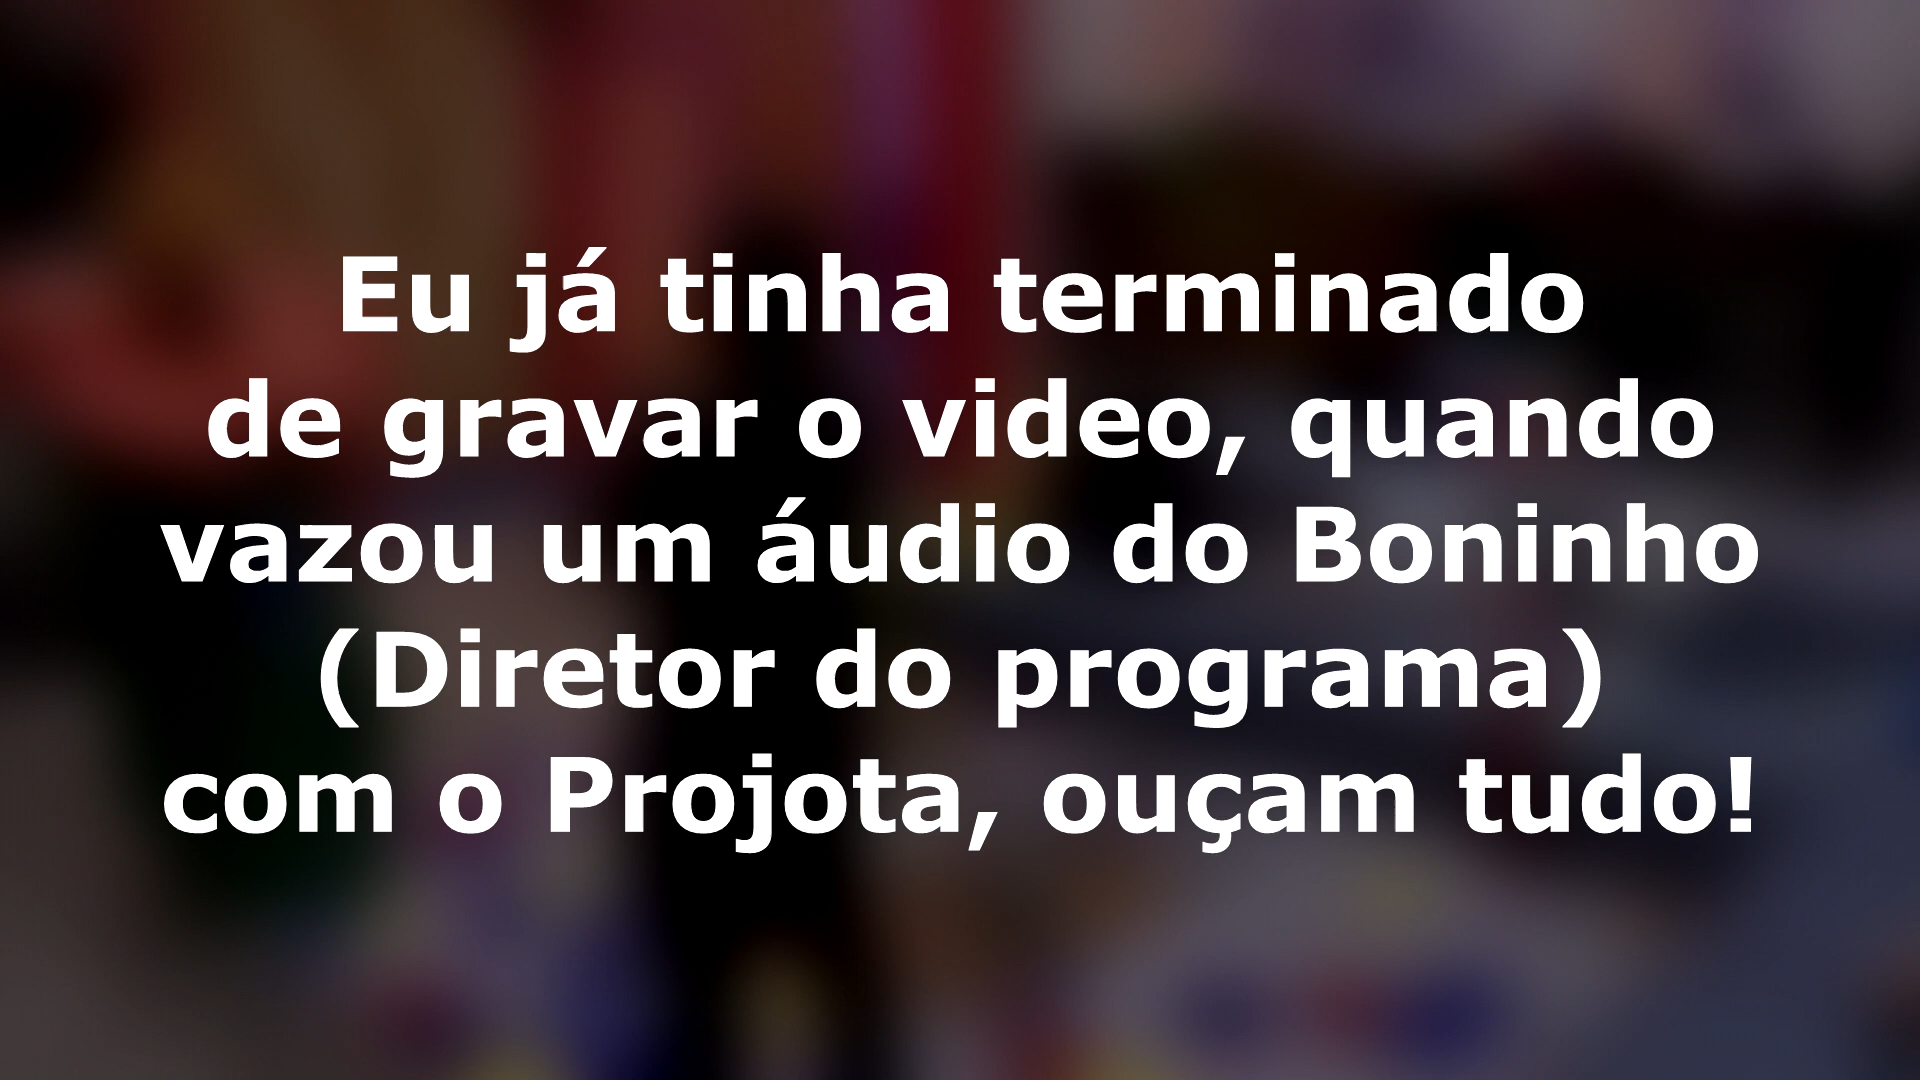 Eu já tinha terminado
de gravar o video, quando
vazou um áudio do Boninho
(Diretor do programa)
com o Projota, ouçam tudo!